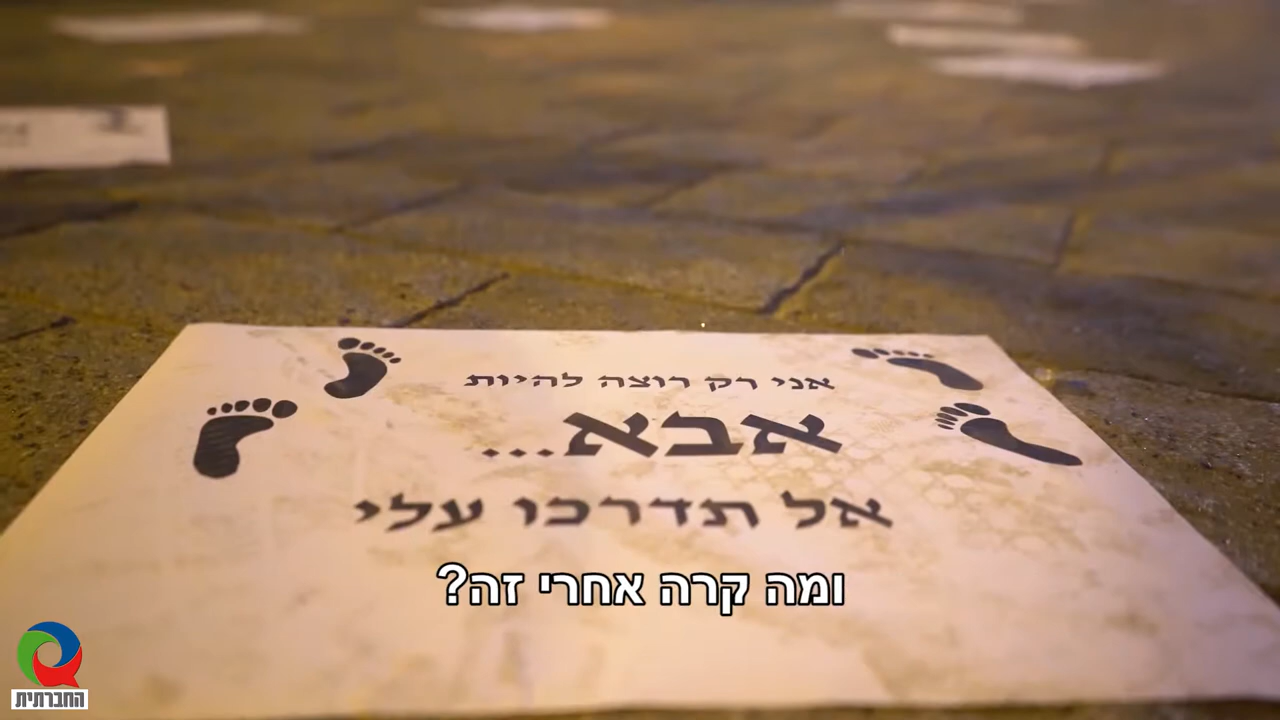 אני רק רוצה להיות
אבא...
אל תדרכו עלי
ומה קרה אחרי זה?
החברתית